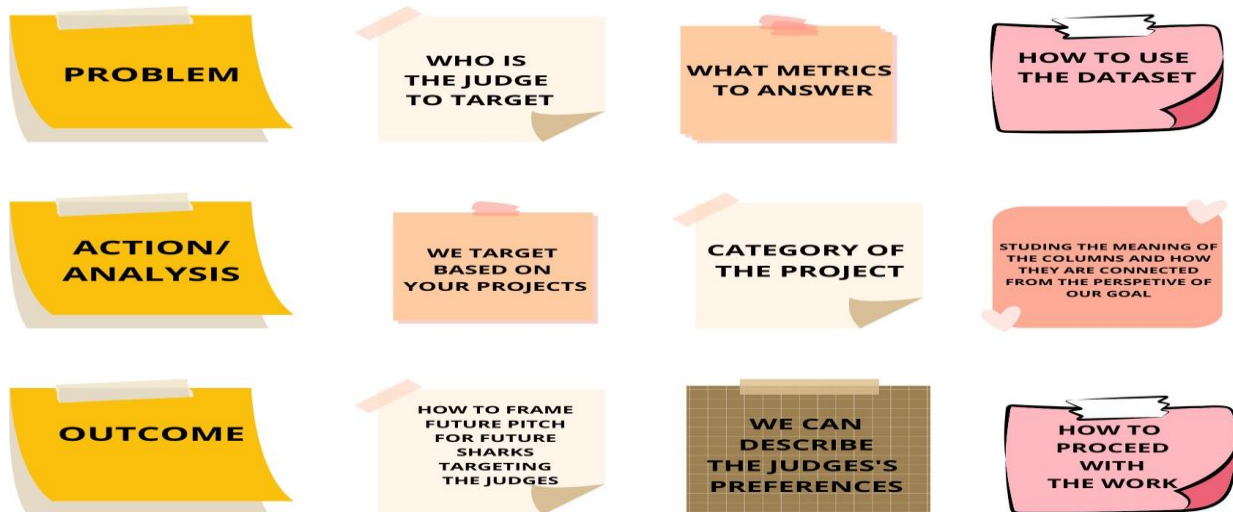 PROBLEM
WHO IS
THE JUDGE
TO TARGET
WHAT METRICS
TO ANSWER
HOW TO USE
THE DATASET
ACTION/
ANALYSIS
WE TARGET
BASED ON
YOUR PROJECTS
CATEGORY OF
THE PROJECT
STUDING THE MEANING OF
THE COLUMNS AND HOW
THEY ARE CONNECTED
FROM THE PERSPETIVE OF
OUR GOAL
OUTCOME
HOW TO FRAME
FUTURE PITCH
FOR FUTURE
SHARKS
TARGETING
THE JUDGES
WE CAN
DESCRIBE
THE JUDGES'S
PREFERENCES
HOW TO
PROCEED
WITH
THE WORK